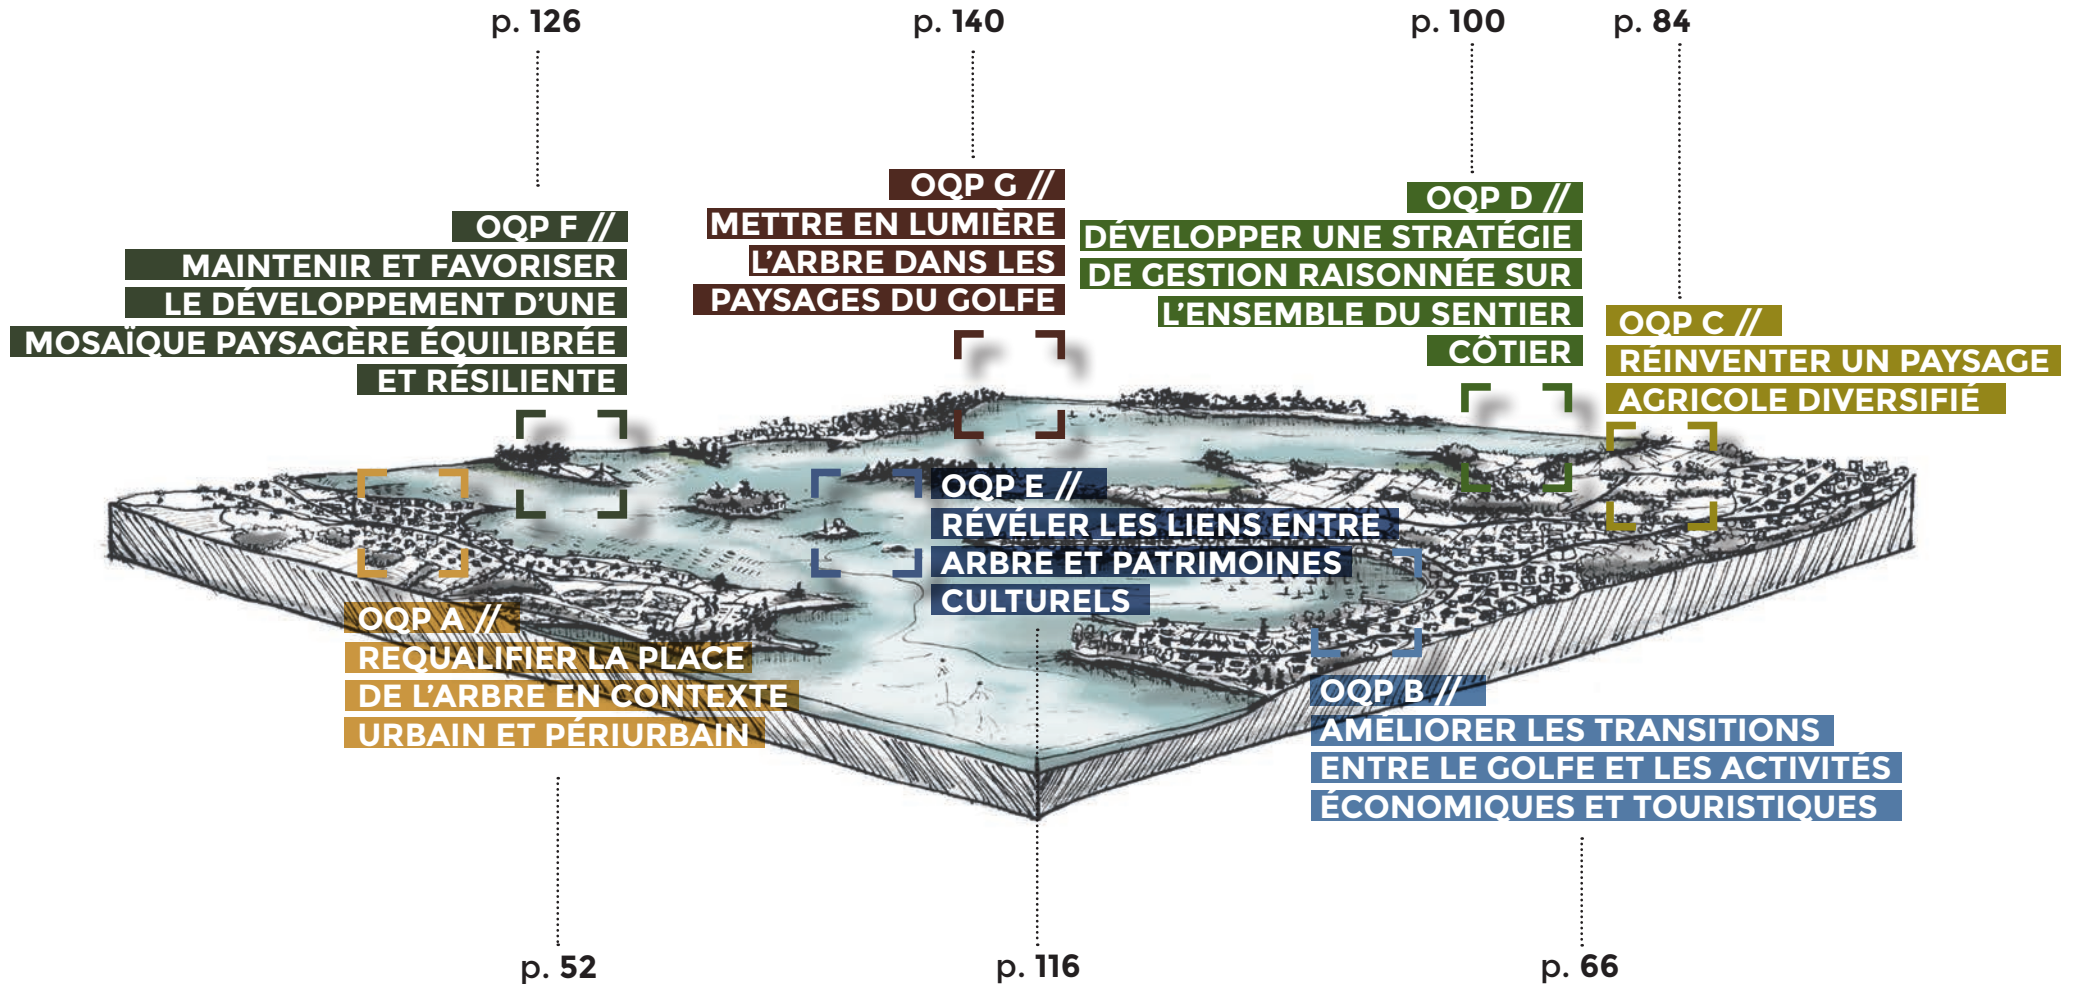 p. 126
p. 140
p. 100
p. 84
OQP F //
MAINTENIR ET FAVORISER
LE DÉVELOPPEMENT D'UNE
MOSAÏQUE PAYSAGÈRE ÉQUILIBRÉE
ET RÉSILIENTE
OQP G //
METTRE EN LUMIÈRE
L'ARBRE DANS LES
PAYSAGES DU GOLFE
OQP D //
DÉVELOPPER UNE STRATÉGIE
DE GESTION RAISONNÉE SUR
L'ENSEMBLE DU SENTIER
CÔTIER
OQP C //
RÉINVENTER UN PAYSAGE
AGRICOLE DIVERSIFIÉ
OQP E //
RÉVÉLER LES LIENS ENTRE
ARBRE ET PATRIMOINES
CULTURELS
OQP A //
REQUALIFIER LA PLACE
DE L'ARBRE EN CONTEXTE
URBAIN ET PÉRIURBAIN
OQP B //
AMÉLIORER LES TRANSITIONS
ENTRE LE GOLFE ET LES ACTIVITÉS
ÉCONOMIQUES ET TOURISTIQUES
p. 52
p. 116
p. 66